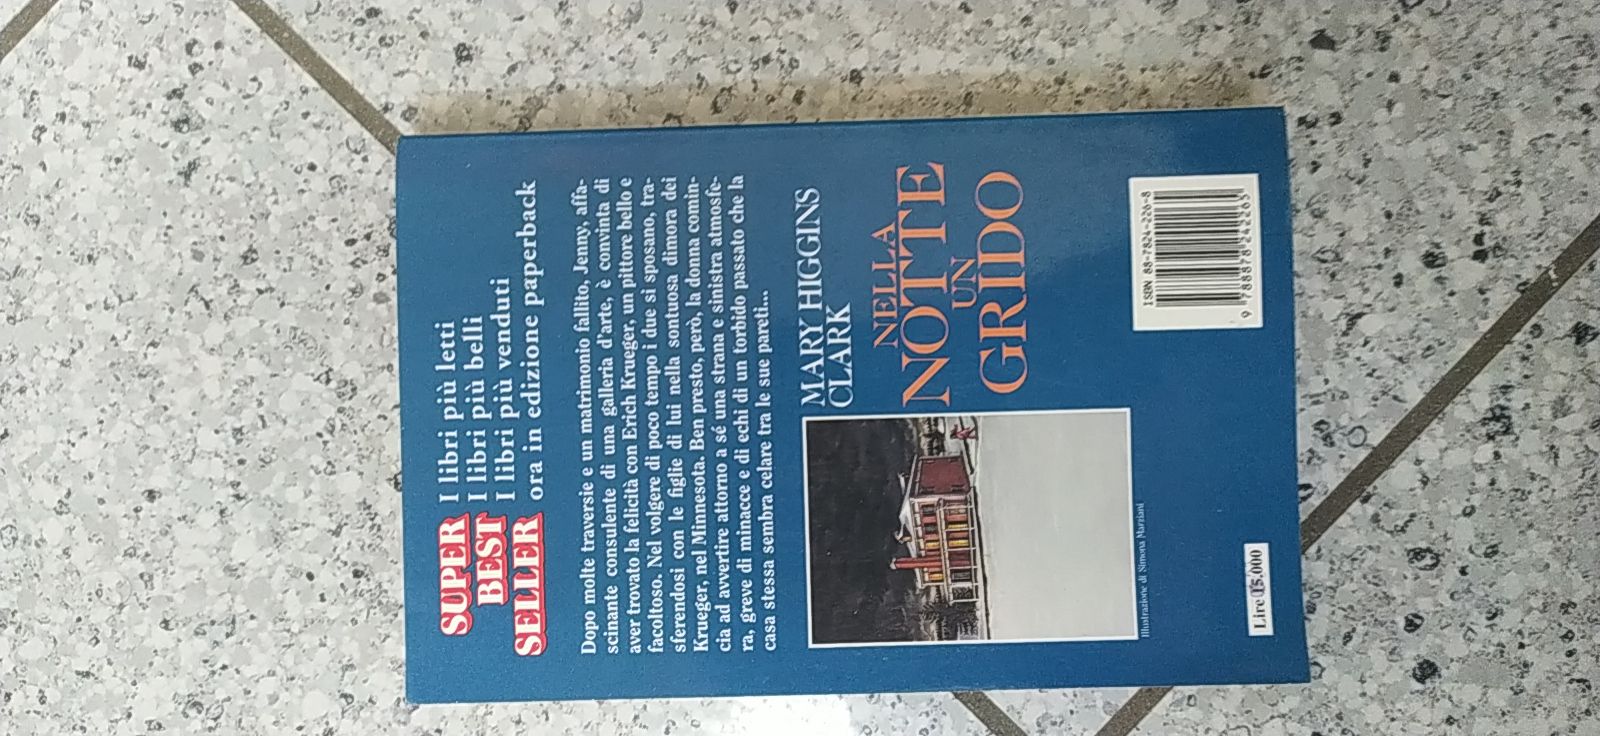 SUPER
BEST
SELLER
I libri più leti
I libri più belli
I libri più venduti
ora in edizione paperback
Dopo molte traversie e un matrimonio fallito, Jenny, affa-
scinante consulente di una galleria d'arte, è convinta di
aver trovato la felicità con Erich Krueger, un pittore bello e
facoltoso. Nel volgere di poco tempo i due si sposano, tra-
sferendosi con le figlie di lui nella sontuosa dimora dei
Krueger, nel Minnesota. Ben presto, però, la donna comin-
cia ad avvertire attorno a sé una strana e sinistra atmosfe-
ra, greve di minacce e di echi di un torbido passato che la
casa stessa sembra celare tra le sue pareti...
MARY HIGGINS
CLARK
NELLA
NOTTE
UN
GRIDO
Illustrazione di Simona Marziani
ISBN 88-7824-226-8
9 788878 242265
Lire 15.000